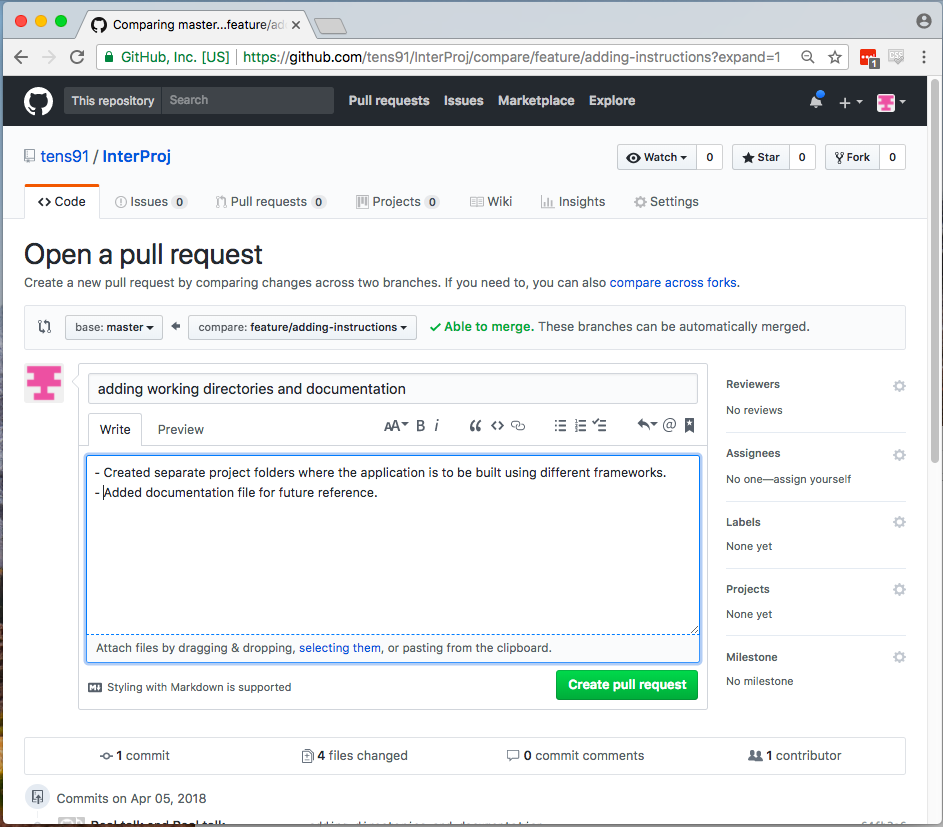 Comparing master...feature/ad
GitHub, Inc. [US] https://github.com/tens91/InterProj/compare/feature/adding-instructions?expand=1
1
This repository Search Pull requests Issues Marketplace Explore
tens91 / InterProj Watch 0 Star 0 Fork 0
Code Issues 0 Pull requests 0 Projects 0 Wiki Insights Settings
Open a pull request
Create a new pull request by comparing changes across two branches. If you need to, you can also compare across forks.
base: master compare: feature/adding-instructions Able to merge. These branches can be automatically merged.
adding working directories and documentation
Write Preview AA B i @
- Created separate project folders where the application is to be built using different frameworks.
- Added documentation file for future reference.
Attach files by dragging & dropping, selecting them, or pasting from the clipboard.
Styling with Markdown is supported Create pull request
Reviewers
No reviews
Assignees
No one—assign yourself
Labels
None yet
Projects
None yet
Milestone
No milestone
1 commit 4 files changed 0 commit comments 1 contributor
Commits on Apr 05, 2018